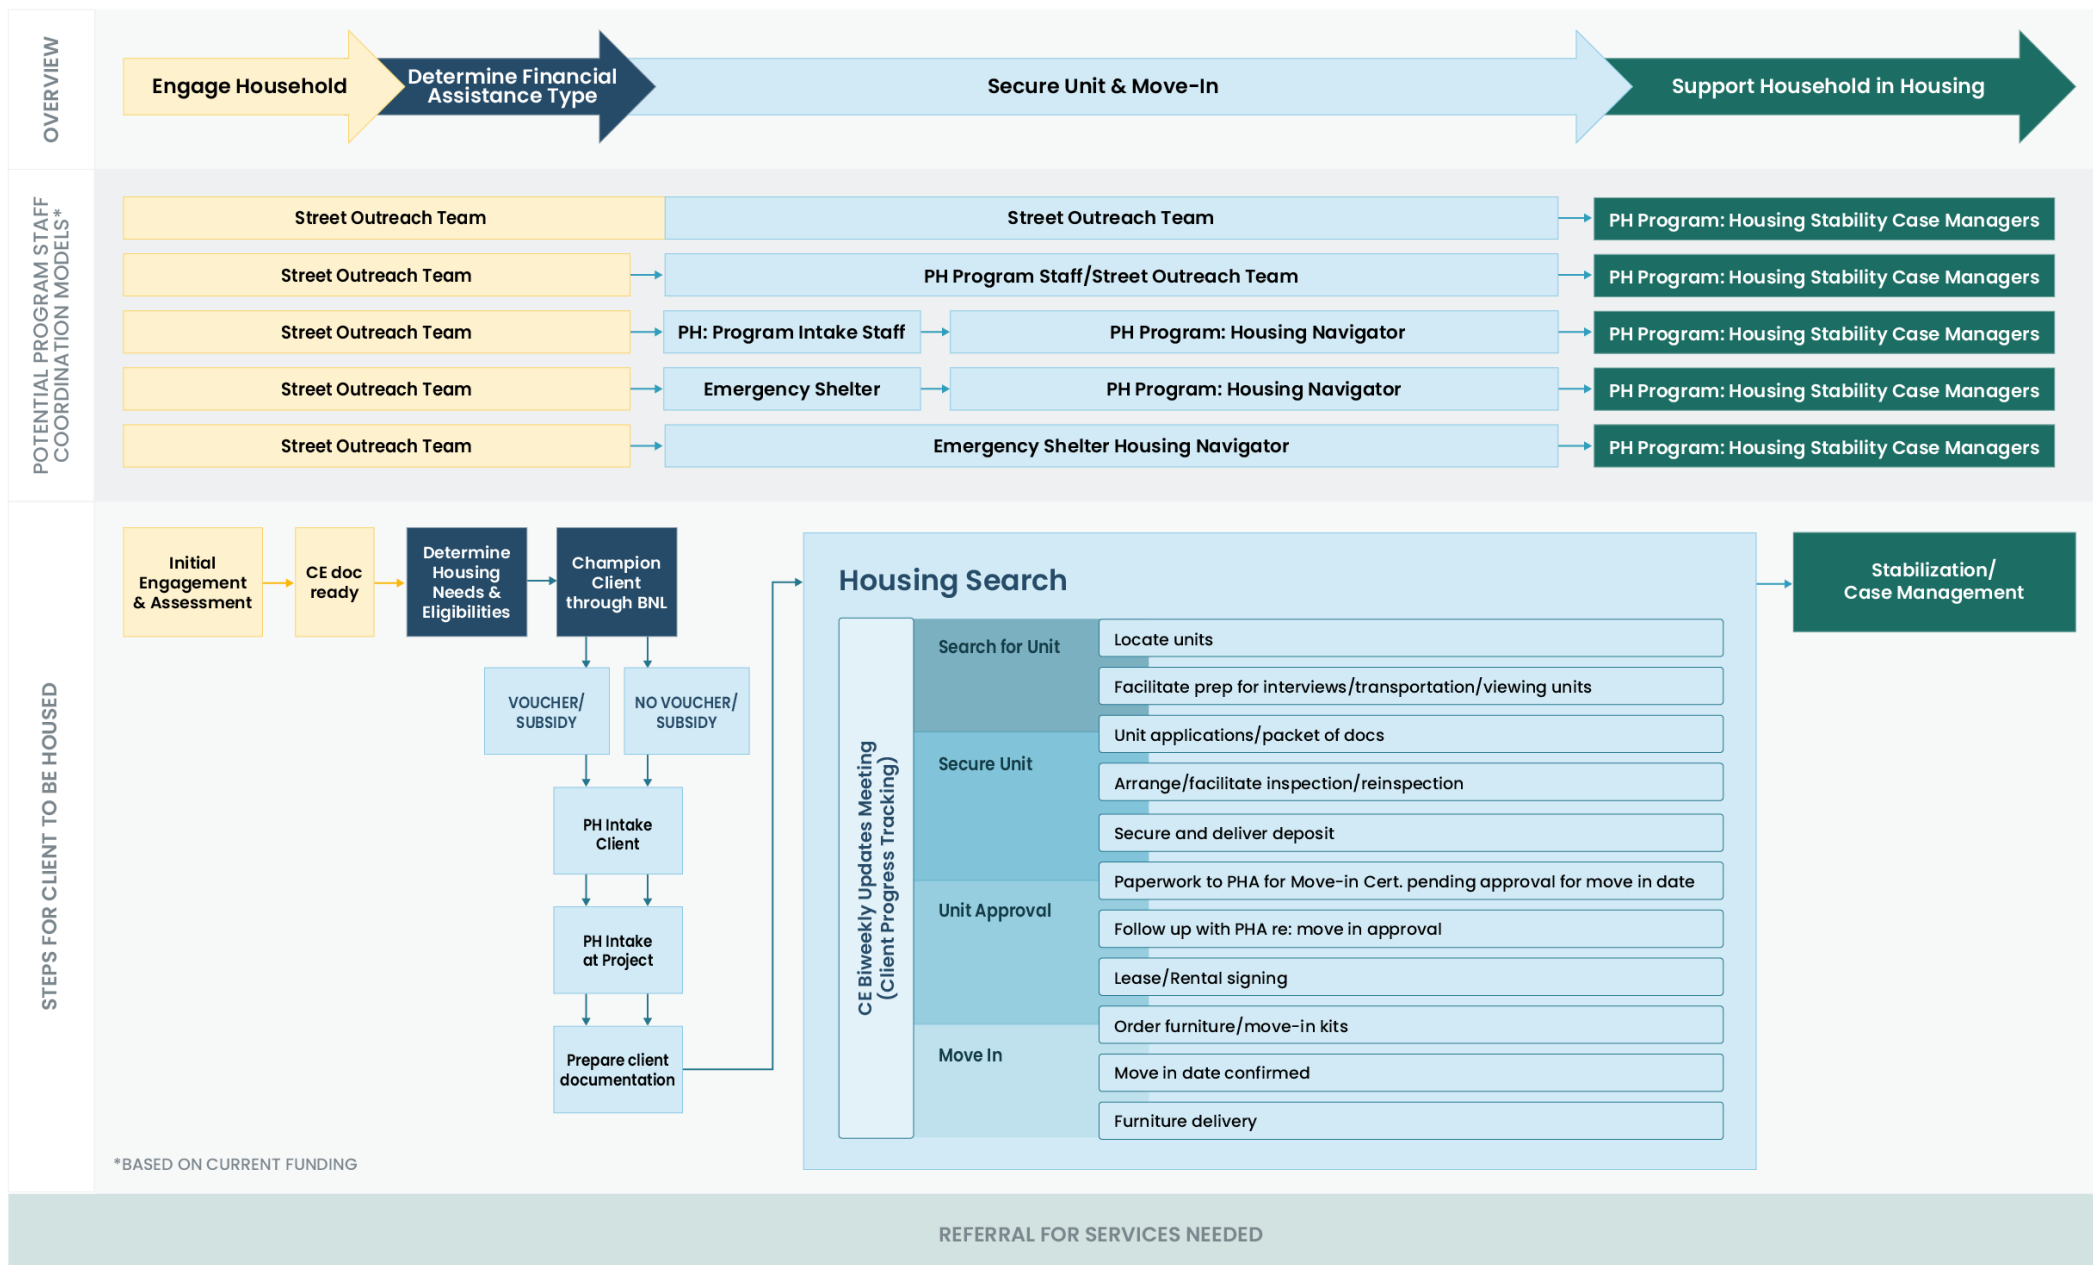 OVERVIEW
Engage Household
Determine Financial
Assistance Type
Secure Unit & Move-In
Support Household in Housing
POTENTIAL PROGRAM STAFF
COORDINATION MODELS*
Street Outreach Team
Street Outreach Team
PH Program: Housing Stability Case Managers
Street Outreach Team
PH Program Staff/Street Outreach Team
PH Program: Housing Stability Case Managers
Street Outreach Team
PH: Program Intake Staff
PH Program: Housing Navigator
PH Program: Housing Stability Case Managers
Street Outreach Team
Emergency Shelter
PH Program: Housing Navigator
PH Program: Housing Stability Case Managers
Street Outreach Team
Emergency Shelter Housing Navigator
PH Program: Housing Stability Case Managers
STEPS FOR CLIENT TO BE HOUSED
Initial
Engagement
& Assessment
CE doc
ready
Determine
Housing
Needs &
Eligibilities
Champion
Client
through BNL
VOUCHER/
SUBSIDY
NO VOUCHER/
SUBSIDY
PH Intake
Client
PH Intake
at Project
Prepare client
documentation
Housing Search
CE Biweekly Updates Meeting
(Client Progress Tracking)
Search for Unit
Locate units
Facilitate prep for interviews/transportation/viewing units
Unit applications/packet of docs
Secure Unit
Arrange/facilitate inspection/reinspection
Secure and deliver deposit
Paperwork to PHA for Move-in Cert. pending approval for move in date
Unit Approval
Follow up with PHA re: move in approval
Lease/Rental signing
Order furniture/move-in kits
Move In
Move in date confirmed
Furniture delivery
Stabilization/
Case Management
*BASED ON CURRENT FUNDING
REFERRAL FOR SERVICES NEEDED